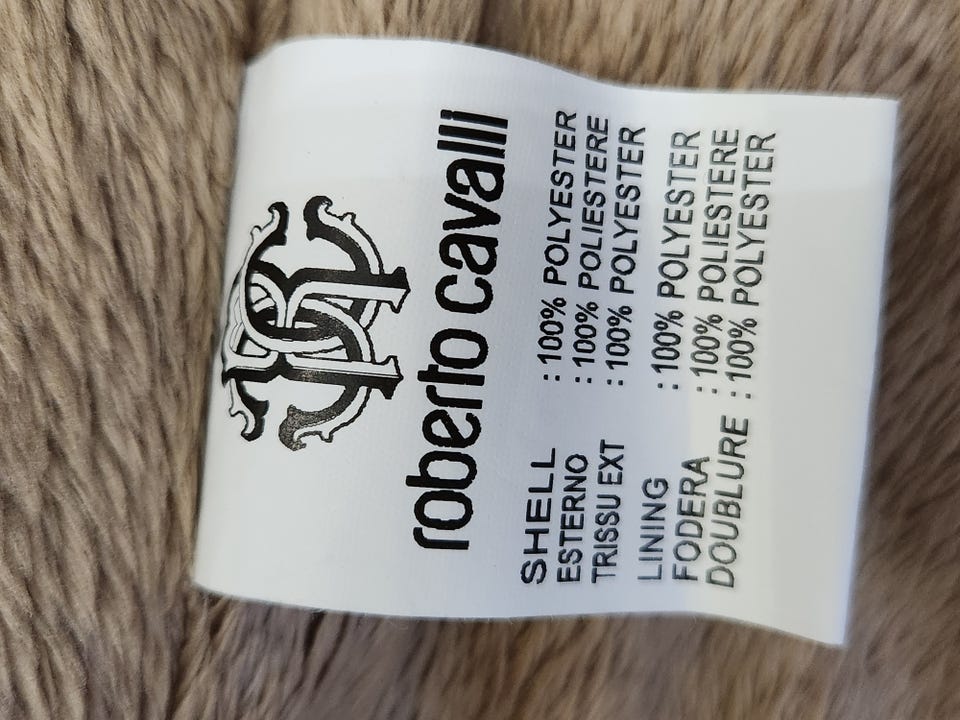 roberto cavalli
SHELL : 100% POLYESTER
ESTERNO : 100% POLIESTERE
TRISSU EXT : 100% POLYESTER
LINING : 100% POLYESTER
FODERA : 100% POLIESTERE
DOUBLURE : 100% POLYESTER